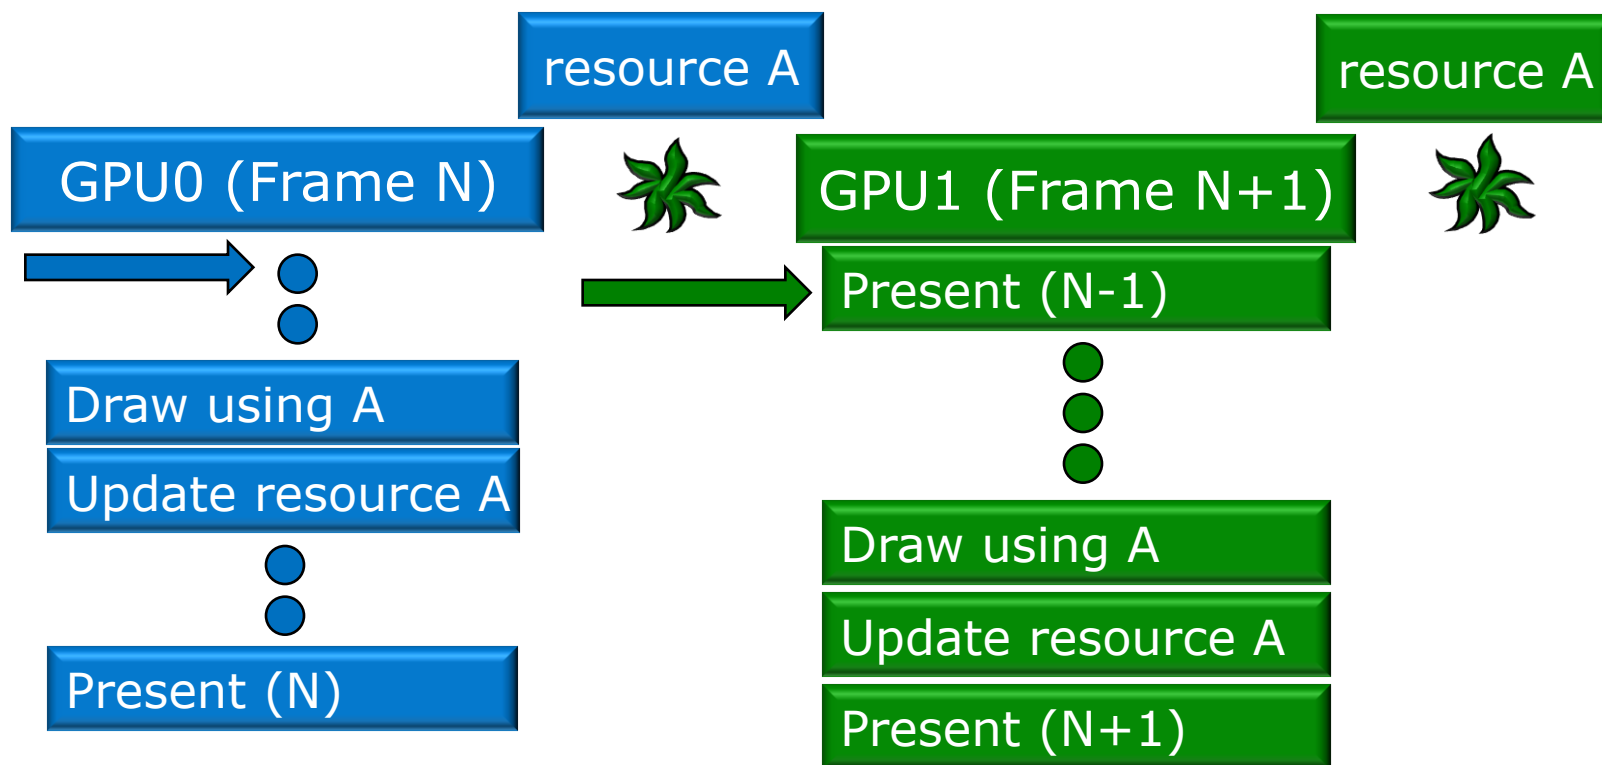 resource A
resource A
GPU0 (Frame N)
GPU1 (Frame N+1)
Present (N-1)
Draw using A
Update resource A
Present (N)
Draw using A
Update resource A
Present (N+1)